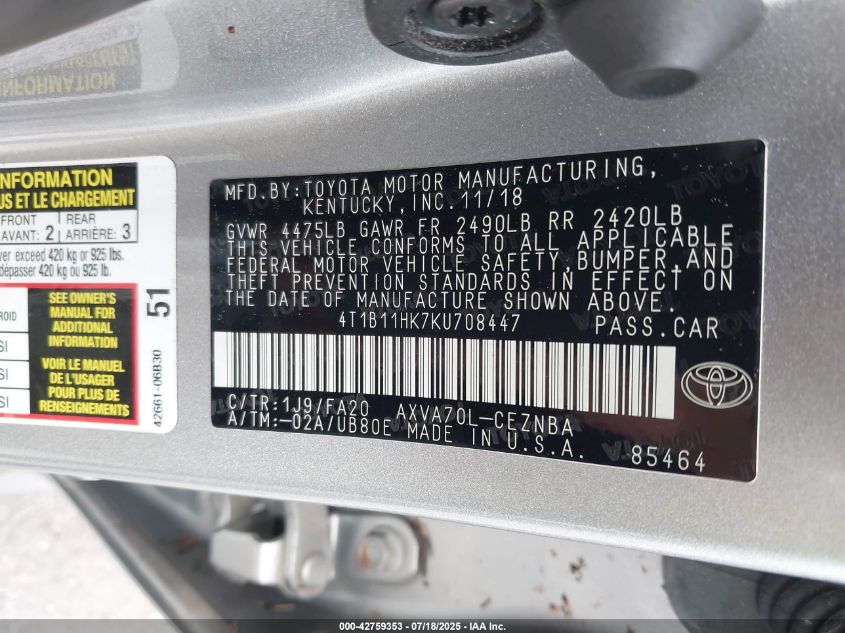 INFORMATION
US ET LE CHARGEMENT
FRONT
AVANT: 2
REAR
ARRIÈRE: 3
ver exceed 420 kg or 925 lbs.
dépasser 420 kg ou 925 lb.
SEE OWNER'S
MANUAL FOR
ADDITIONAL
INFORMATION
VOIR LE MANUEL
DE L'USAGER
POUR PLUS DE
RENSEIGNEMENTS
51
42661-06B30
MFD.BY:TOYOTA MOTOR MANUFACTURING,
KENTUCKY,INC.11/18
GVWR 4475LB GAWR FR 2490LB RR 2420LB
THIS VEHICLE CONFORMS TO ALL APPLICABLE
FEDERAL MOTOR VEHICLE SAFETY,BUMPER,AND
THEFT PREVENTION STANDARDS IN EFFECT ON
THE DATE OF MANUFACTURE SHOWN ABOVE.
4T1B11HK7KU708447 PASS.CAR
C/TR:1J9/FA20 AXVA70L-CEZNBA
A/TM:-02A/UB80E MADE IN U.S.A.
85464
000-42759353 - 07/18/2025 - IAA Inc.